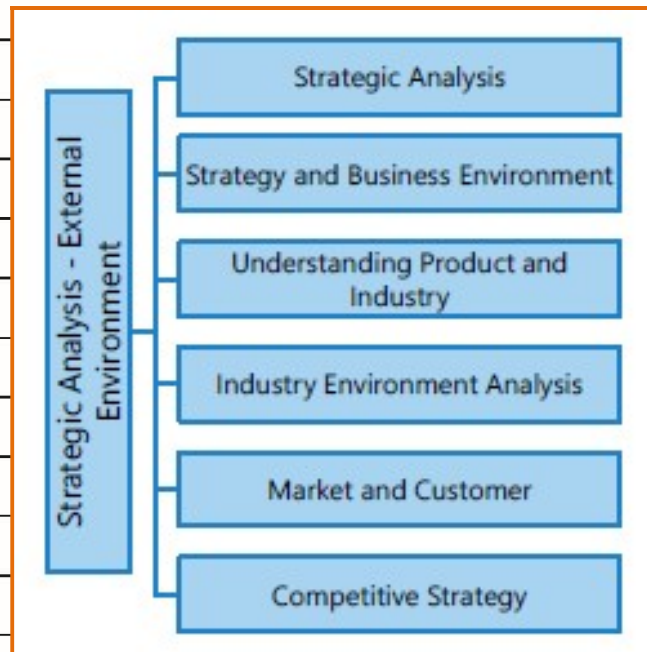 Strategic Analysis - External
Environment
Strategic Analysis
Strategy and Business Environment
Understanding Product and
Industry
Industry Environment Analysis
Market and Customer
Competitive Strategy